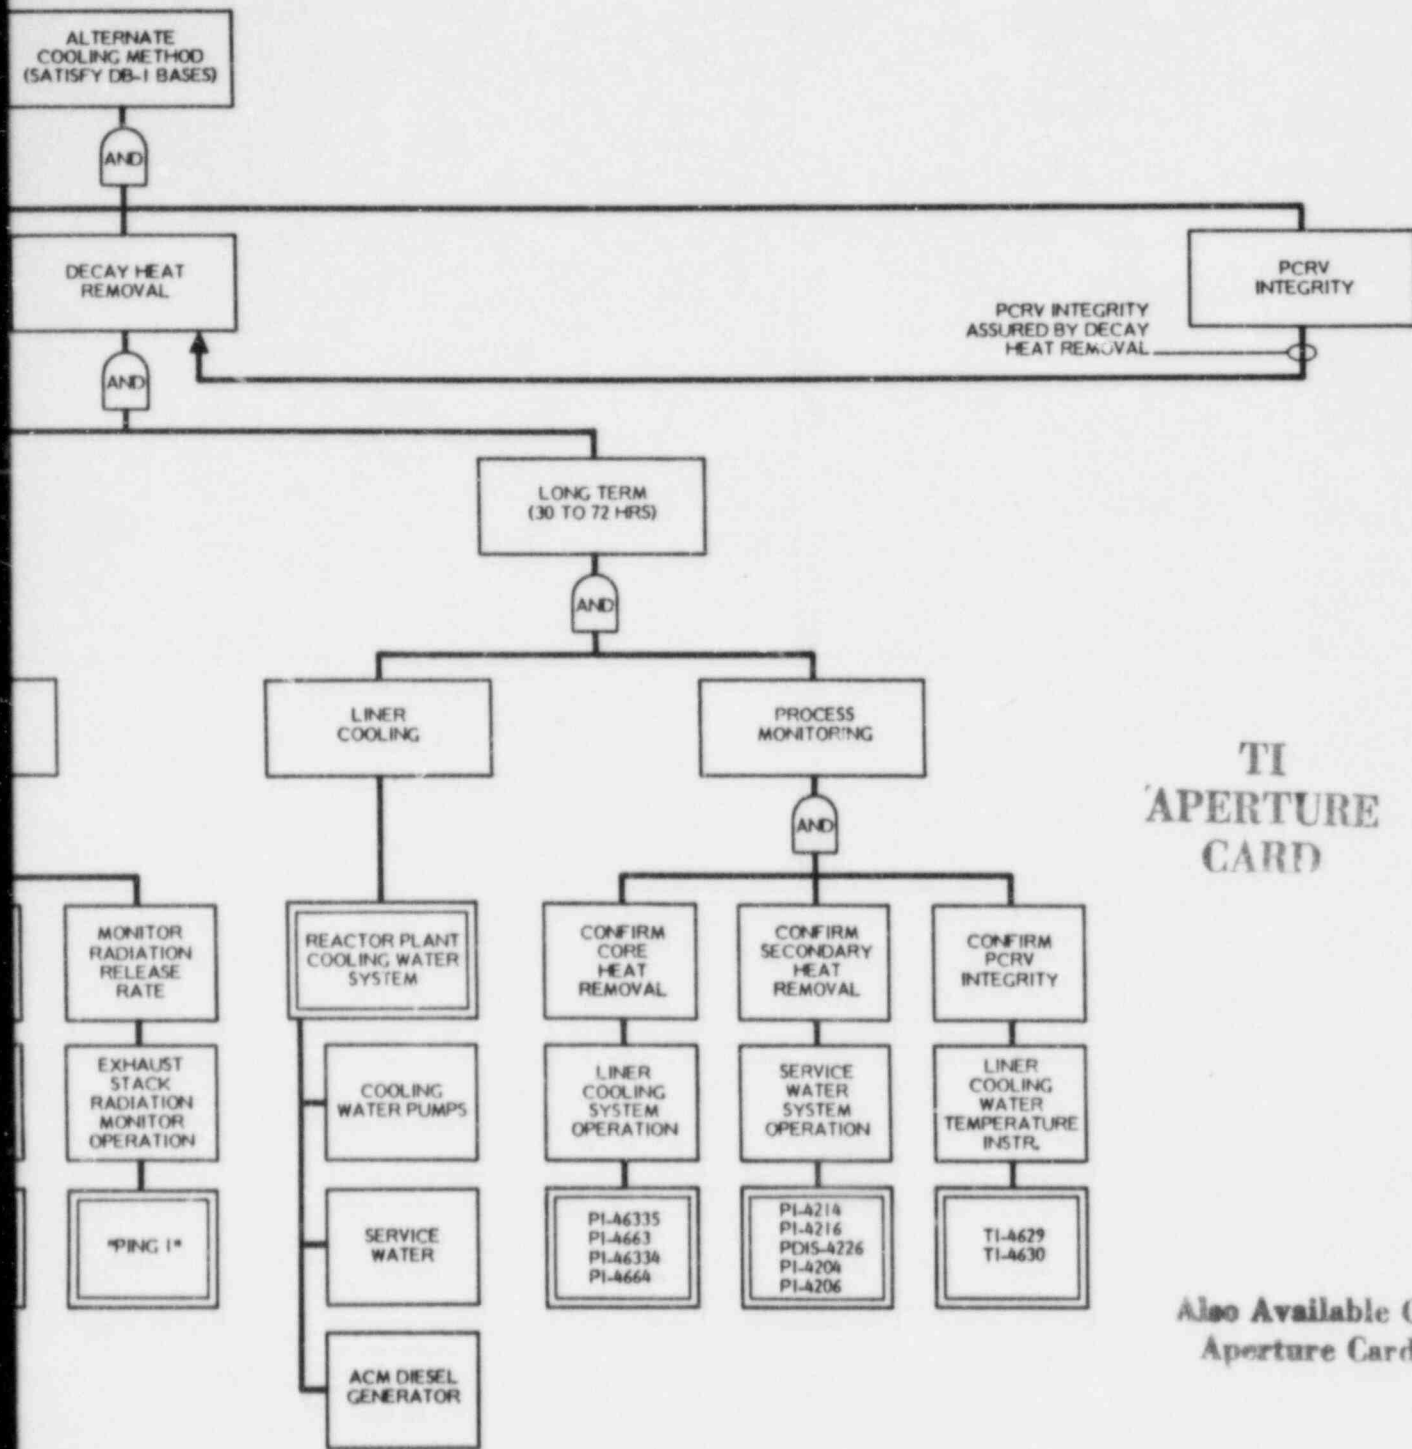 ALTERNATE
COOLING METHOD
(SATISFY DB-1 BASES)
AND
DECAY HEAT
REMOVAL
PCRV
INTEGRITY
PCRV INTEGRITY
ASSURED BY DECAY
HEAT REMOVAL
AND
LONG TERM
(30 TO 72 HRS)
AND
LINER
COOLING
PROCESS
MONITORING
TI
APERTURE
CARD
AND
MONITOR
RADIATION
RELEASE
RATE
REACTOR PLANT
COOLING WATER
SYSTEM
CONFIRM
CORE
HEAT
REMOVAL
CONFIRM
SECONDARY
HEAT
REMOVAL
CONFIRM
PCRV
INTEGRITY
EXHAUST
STACK
RADIATION
MONITOR
OPERATION
COOLING
WATER PUMPS
LINER
COOLING
SYSTEM
OPERATION
SERVICE
WATER
SYSTEM
OPERATION
LINER
COOLING
WATER
TEMPERATURE
INSTR.
"PING 1"
SERVICE
WATER
PI-46335
PI-4663
PI-46334
PI-4664
PI-4214
PI-4216
PDIS-4226
PI-4204
PI-4206
TI-4629
TI-4630
ACM DIESEL
GENERATOR
Also Available
Aperture Card